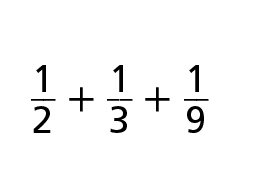 1/2 + 1/3 + 1/9